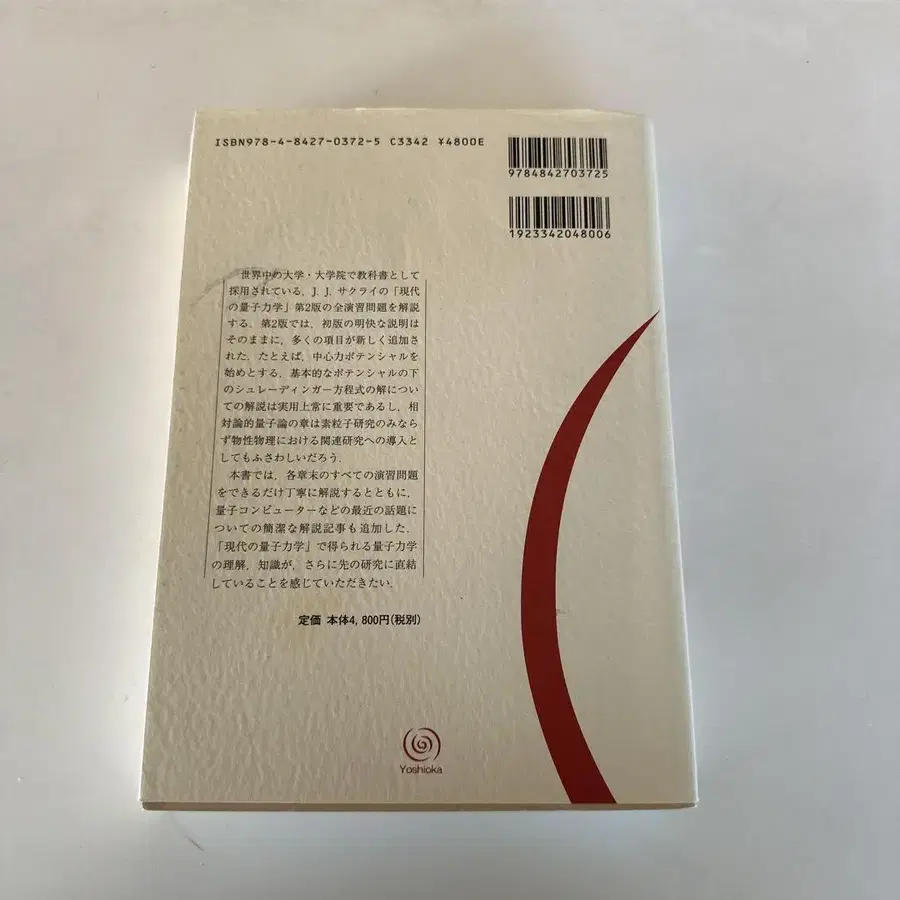 ISBN978-4-8427-0372-5 C3342 ¥4800E
9784842703725
1923342048006
世界中の大学・大学院で教科書として
採用されている，J. J. サクライの「現代
の量子力学」第2版の全演習問題を解説
する．第2版では，初版の明快な説明は
そのままに，多くの項目が新しく追加さ
れた．たとえば，中心力ポテンシャルを
始めとする，基本的なポテンシャルの下
のシュレーディンガー方程式の解につい
ての解説は実用上常に重要であるし，相
対論的量子論の章は素粒子研究のみなら
ず物性物理における関連研究への導入と
してもふさわしいだろう．
本書では，各章末のすべての演習問題
をできるだけ丁寧に解説するとともに，
量子コンピューターなどの最近の話題に
ついての簡潔な解説記事も追加した．
「現代の量子力学」で得られる量子力学
の理解，知識が，さらに先の研究に直結
していることを感じていただきたい．
定価 本体4,800円(税別)
Yoshioka